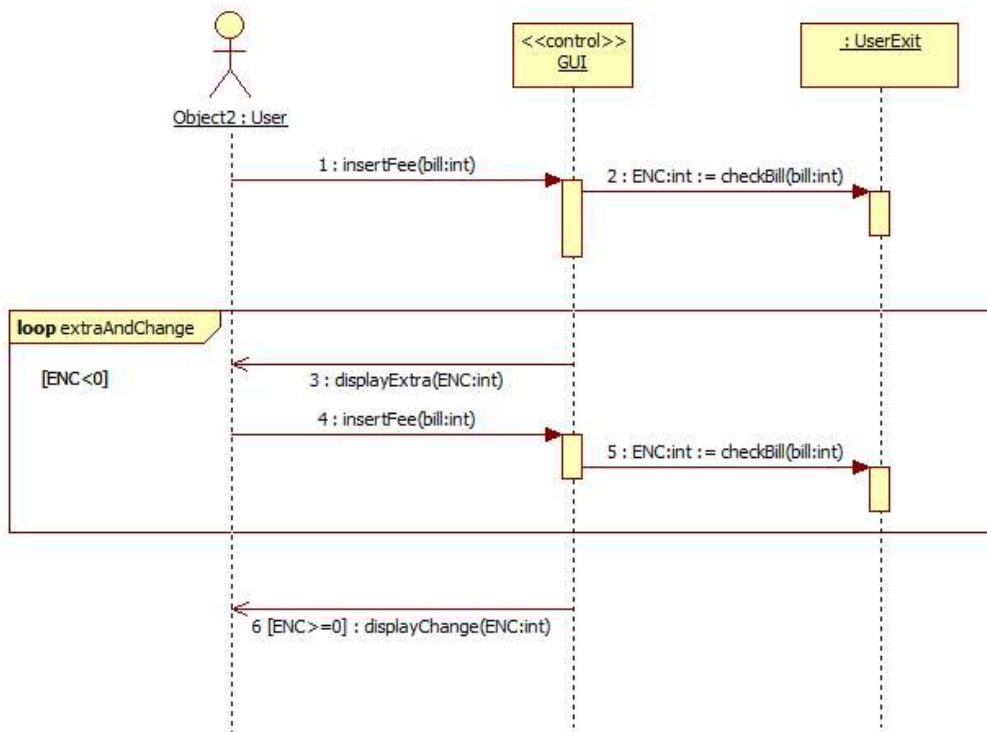 <<control>>
GUI
: UserExit
Object2 : User
1 : insertFee(bill:int)
2 : ENC:int := checkBill(bill:int)
loop extraAndChange
[ENC<0]
3 : displayExtra(ENC:int)
4 : insertFee(bill:int)
5 : ENC:int := checkBill(bill:int)
6 [ENC>=0] : displayChange(ENC:int)